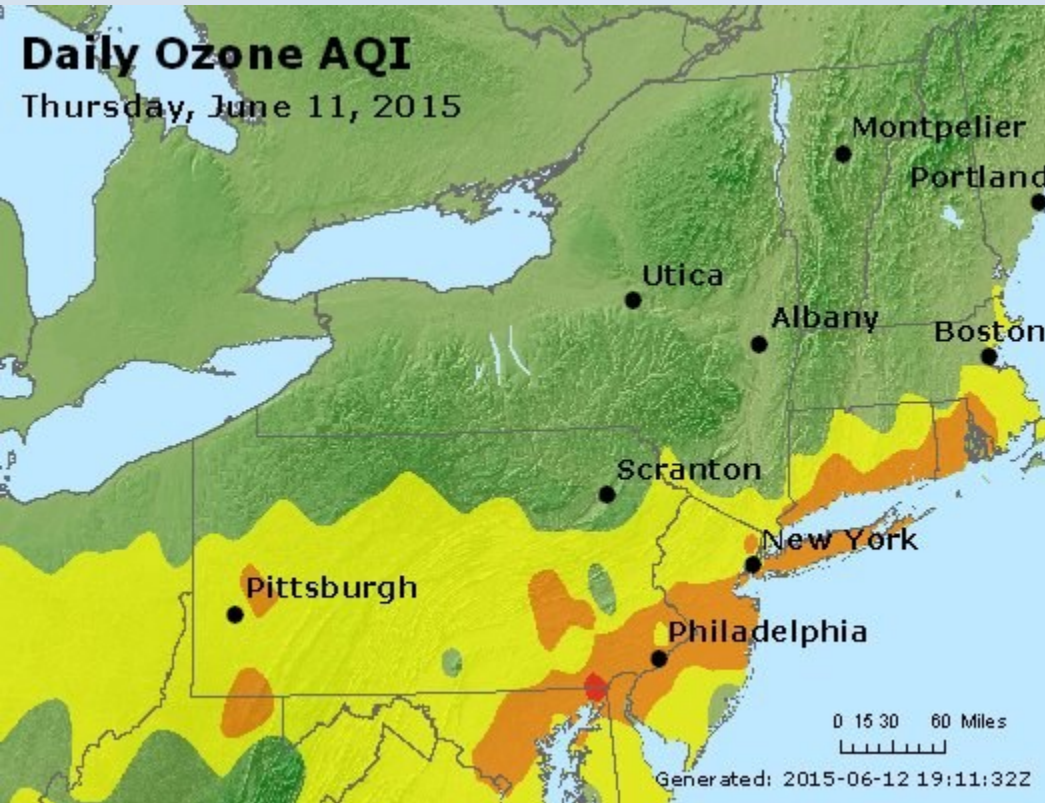 Daily Ozone AQI
Thursday, June 11, 2015
Montpelier
Portland
Utica
Albany
Boston
Scranton
New York
Pittsburgh
Philadelphia
0 15 30 60 Miles
Generated: 2015-06-12 19:11:32Z